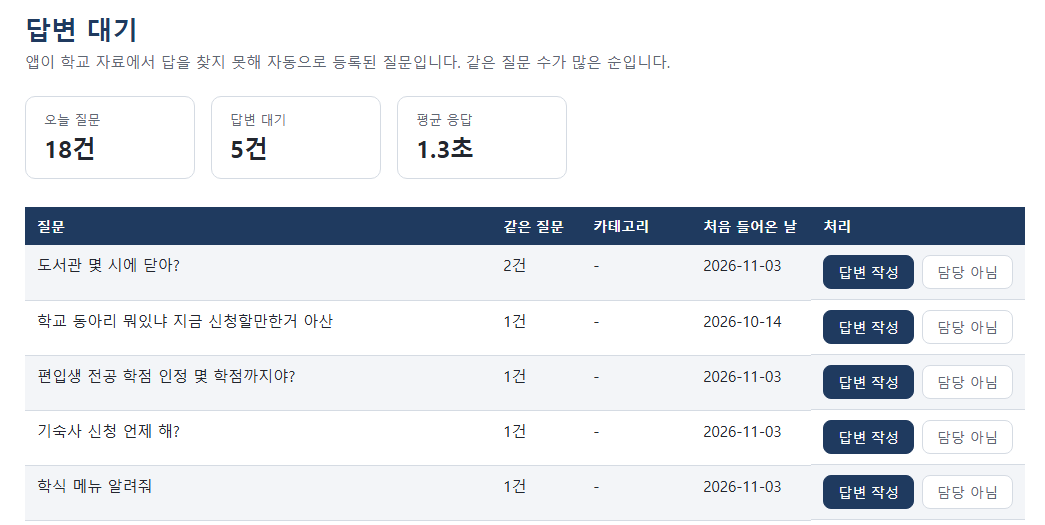 답변 대기
앱이 학교 자료에서 답을 찾지 못해 자동으로 등록된 질문입니다. 같은 질문 수가 많은 순입니다.
오늘 질문 답변 대기 평균 응답
18건 5건 1.3초
질문 같은 질문 카테고리 처음 들어온 날 처리
도서관 몇 시에 닫아? 2건 - 2026-11-03 답변 작성 담당 아님
학교 동아리 뭐있냐 지금 신청할만한거 아산 1건 - 2026-10-14 답변 작성 담당 아님
편입생 전공 학점 인정 몇 학점까지야? 1건 - 2026-11-03 답변 작성 담당 아님
기숙사 신청 언제 해? 1건 - 2026-11-03 답변 작성 담당 아님
학식 메뉴 알려줘 1건 - 2026-11-03 답변 작성 담당 아님